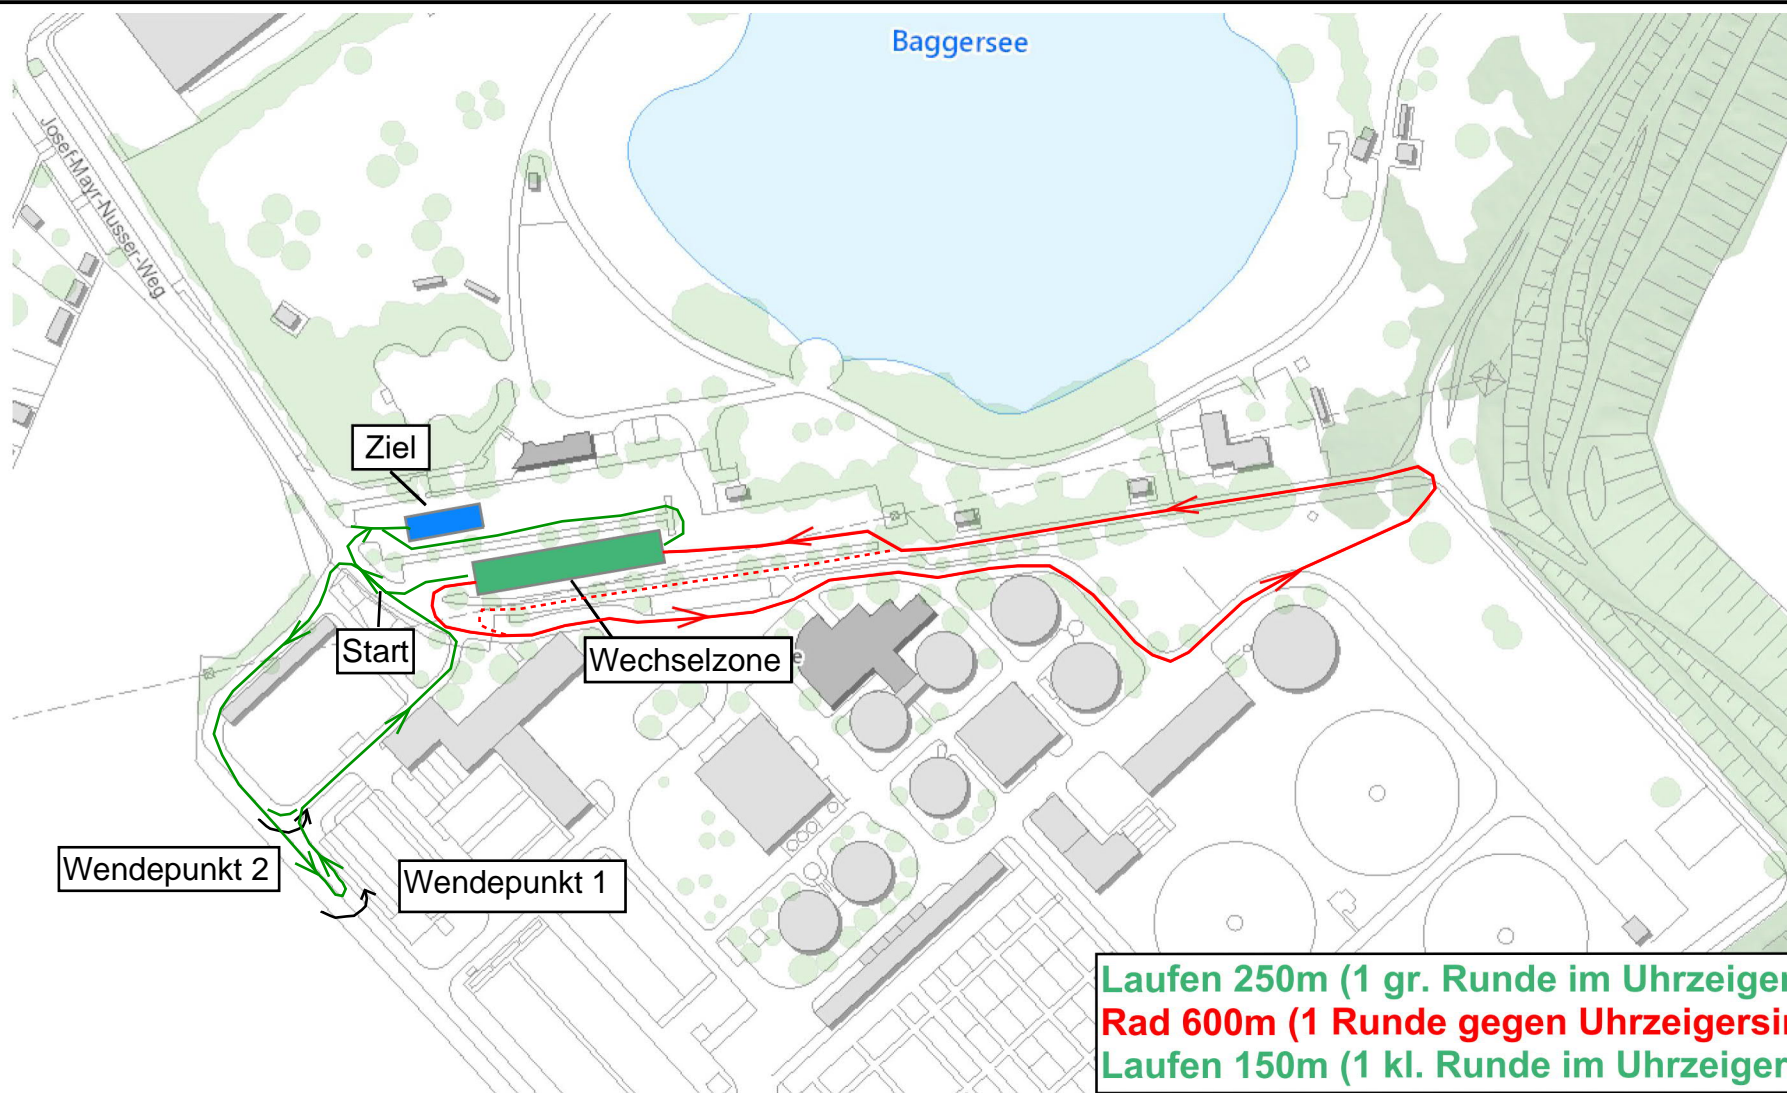 Baggersee
Josef-Mayr-Nusser-Weg
Ziel
Start
Wechselzone
e
Wendepunkt 2
Wendepunkt 1
Laufen 250m (1 gr. Runde im Uhrzeiger
Rad 600m (1 Runde gegen Uhrzeigersin
Laufen 150m (1 kl. Runde im Uhrzeiger